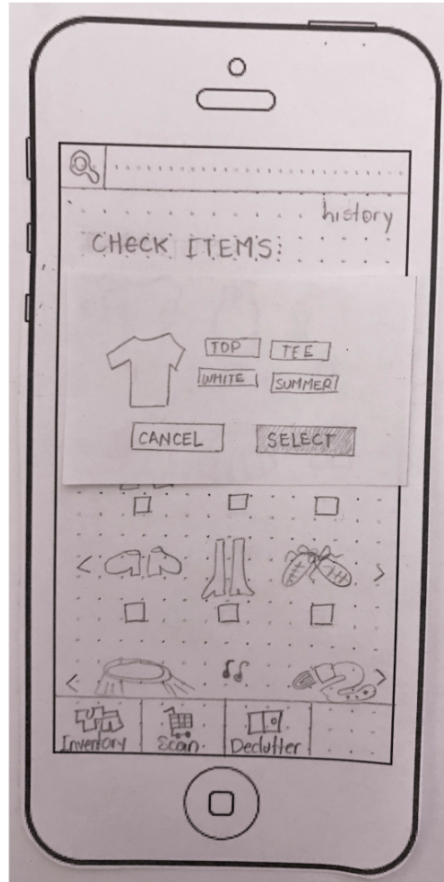 history
CHECK ITEMS:
TOP TEE
WHITE SUMMER
CANCEL SELECT
Inventory Scan Declutter